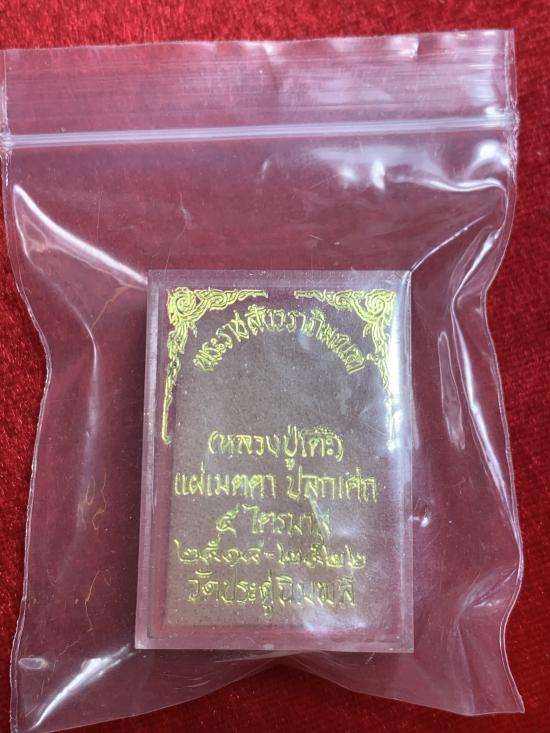 พระราชสังวราภิมณฑ์
(หลวงปู่โต๊ะ)
แผ่เมตตา ปลุกเศก
๕ ไตรมาส
๒๕๑๘-๒๕๒๒
วัดประดู่ฉิมพลี